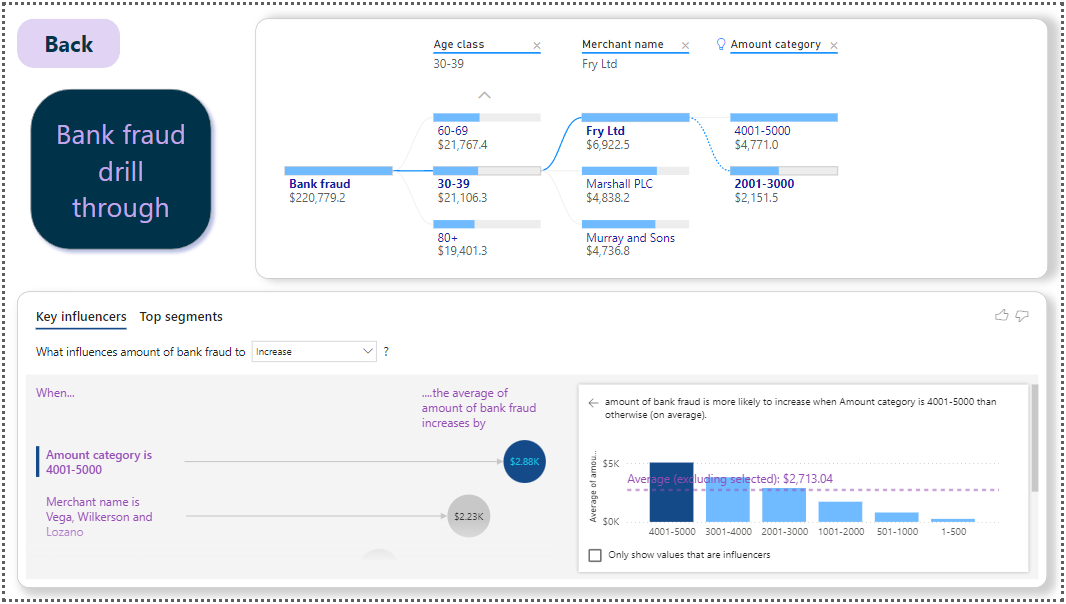 Back
Bank fraud
drill
through
Age class
Merchant name
Amount category
30-39
Fry Ltd
60-69
$21,767.4
Fry Ltd
$6,922.5
4001-5000
$4,771.0
Bank fraud
$220,779.2
30-39
$21,106.3
Marshall PLC
$4,838.2
2001-3000
$2,151.5
80+
$19,401.3
Murray and Sons
$4,736.8
Key influencers
Top segments
What influences amount of bank fraud to
Increase
?
When...
....the average of
amount of bank fraud
increases by
Amount category is
4001-5000
$2.88K
Merchant name is
Vega, Wilkerson and
Lozano
$2.23K
amount of bank fraud is more likely to increase when Amount category is 4001-5000 than
otherwise (on average).
Average of amou...
$5K
$0K
Average (excluding selected): $2,713.04
4001-5000
3001-4000
2001-3000
1001-2000
501-1000
1-500
Only show values that are influencers